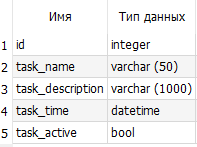 Имя Тип данных
1 id integer
2 task_name varchar (50)
3 task_description varchar (1000)
4 task_time datetime
5 task_active bool